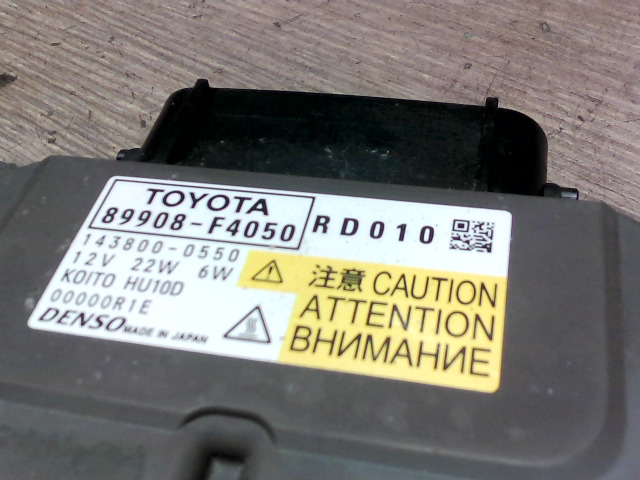 TOYOTA
89908-F4050 RD010
143800-0550
12V 22W 6W
KOITO HU10D
00000R1E
DENSO MADE IN JAPAN
注意 CAUTION
ATTENTION
ВНИМАНИЕ